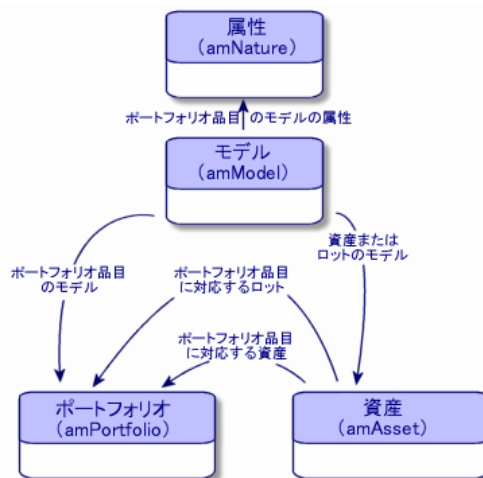 属性
(amNature)
ポートフォリオ品目 のモデルの属性
モデル
(amModel)
ポートフォリオ品目
のモデル
ポートフォリオ品目
に対応するロット
資産または
ロットのモデル
ポートフォリオ品目
に対応する資産
ポートフォリオ
(amPortfolio)
資産
(amAsset)